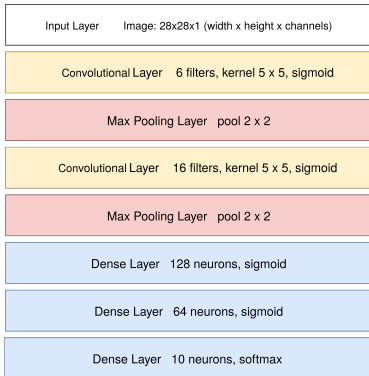 Input Layer Image: 28x28x1 (width x height x channels)
Convolutional Layer 6 filters, kernel 5 x 5, sigmoid
Max Pooling Layer pool 2 x 2
Convolutional Layer 16 filters, kernel 5 x 5, sigmoid
Max Pooling Layer pool 2 x 2
Dense Layer 128 neurons, sigmoid
Dense Layer 64 neurons, sigmoid
Dense Layer 10 neurons, softmax